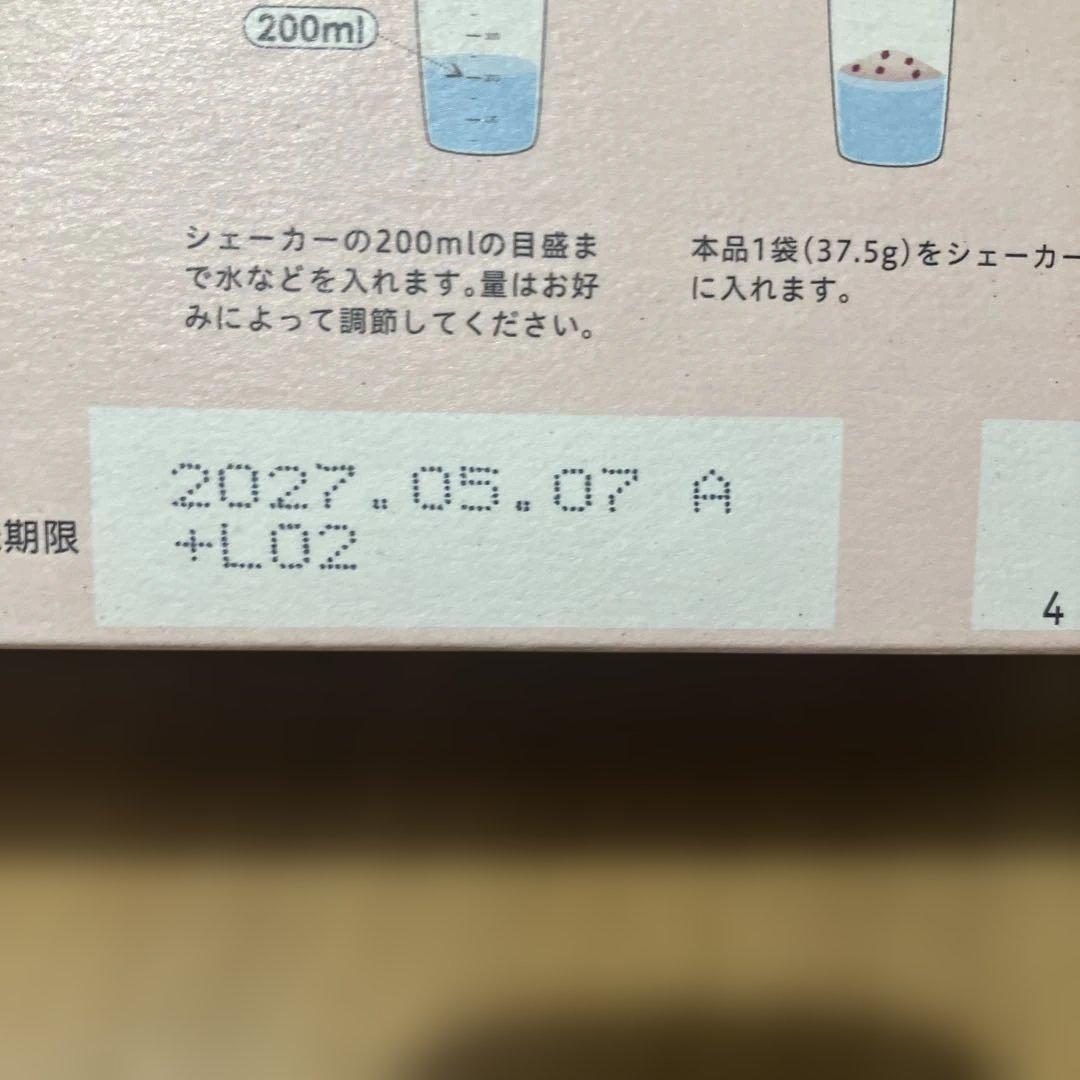 200ml
シェーカーの200mlの目盛ま
で水などを入れます。量はお好
みによって調節してください。
本品1袋(37.5g)をシェーカー
に入れます。
期限
2027.05.07 A
+L02
4